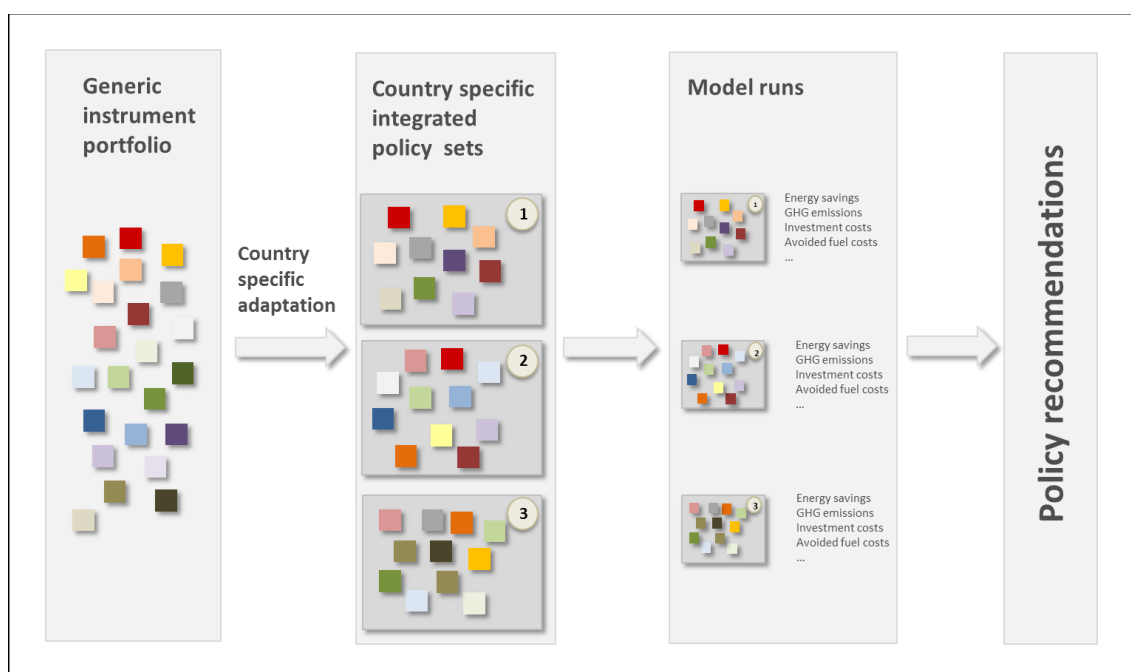 Generic
instrument
portfolio
Country
specific
adaptation
Country specific
integrated
policy sets
1
2
3
Model runs
1
Energy savings
GHG emissions
Investment costs
Avoided fuel costs
...
2
Energy savings
GHG emissions
Investment costs
Avoided fuel costs
...
3
Energy savings
GHG emissions
Investment costs
Avoided fuel costs
...
Policy recommendations